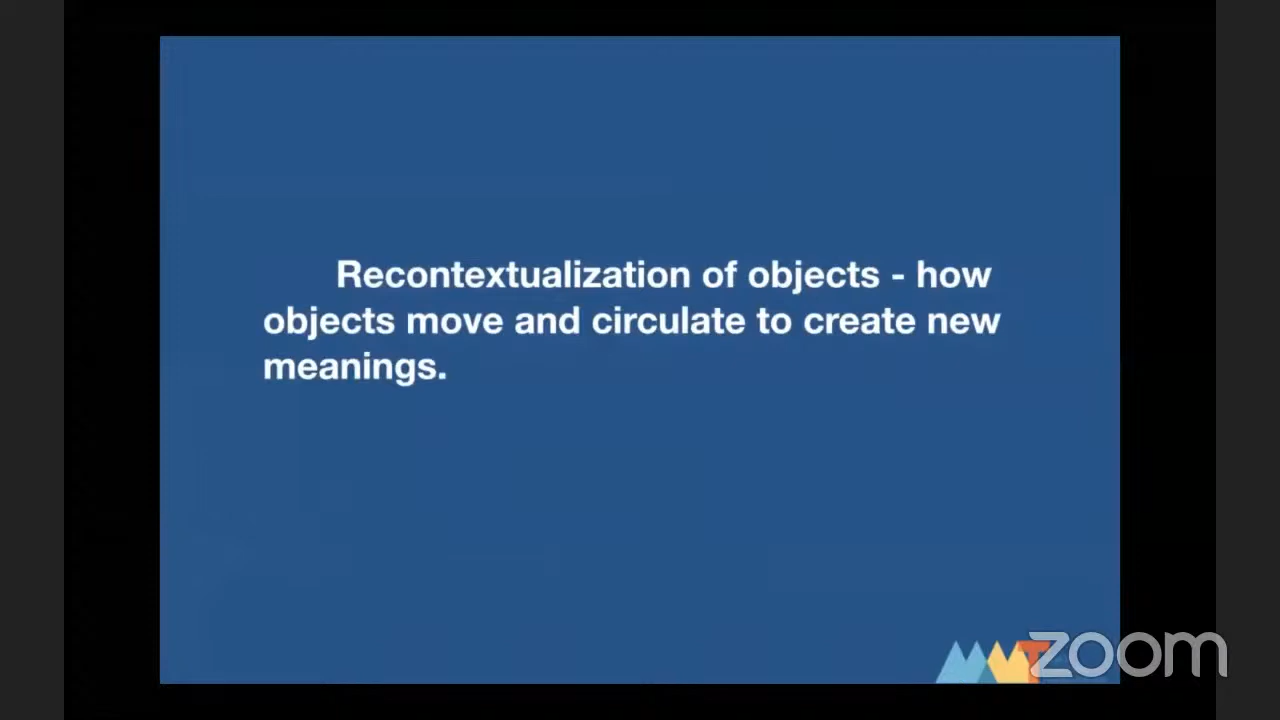 Recontextualization of objects - how
objects move and circulate to create new
meanings.
zoom